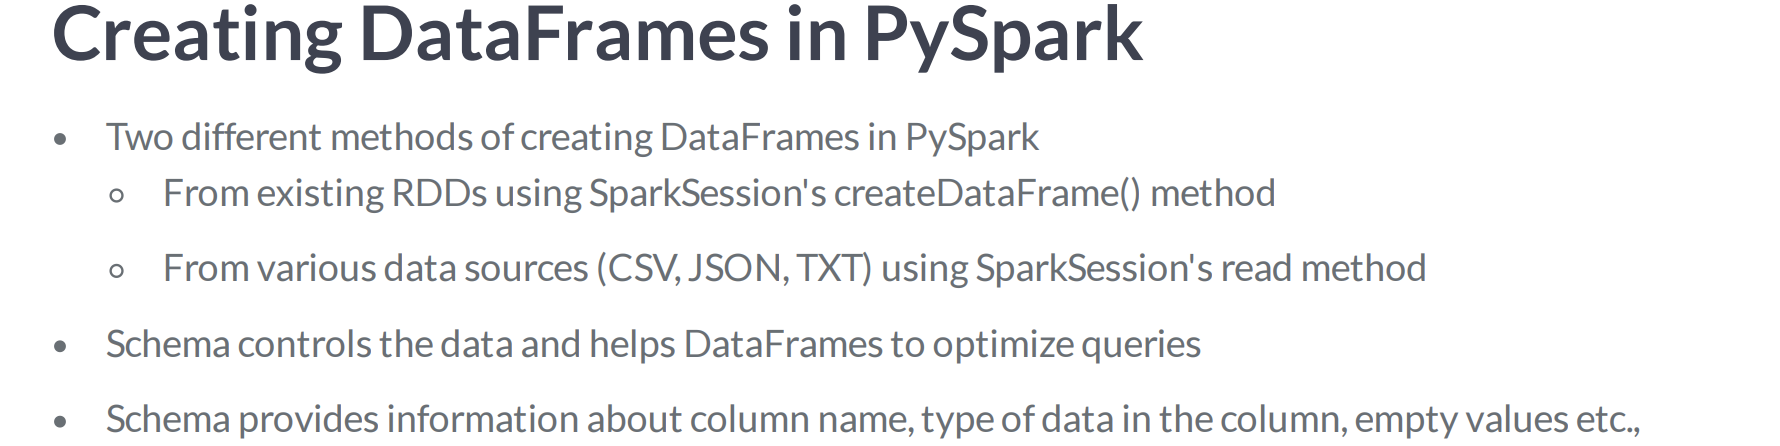 Creating DataFrames in PySpark
• Two different methods of creating DataFrames in PySpark
○ From existing RDDs using SparkSession's createDataFrame() method
○ From various data sources (CSV, JSON, TXT) using SparkSession's read method
• Schema controls the data and helps DataFrames to optimize queries
• Schema provides information about column name, type of data in the column, empty values etc.,